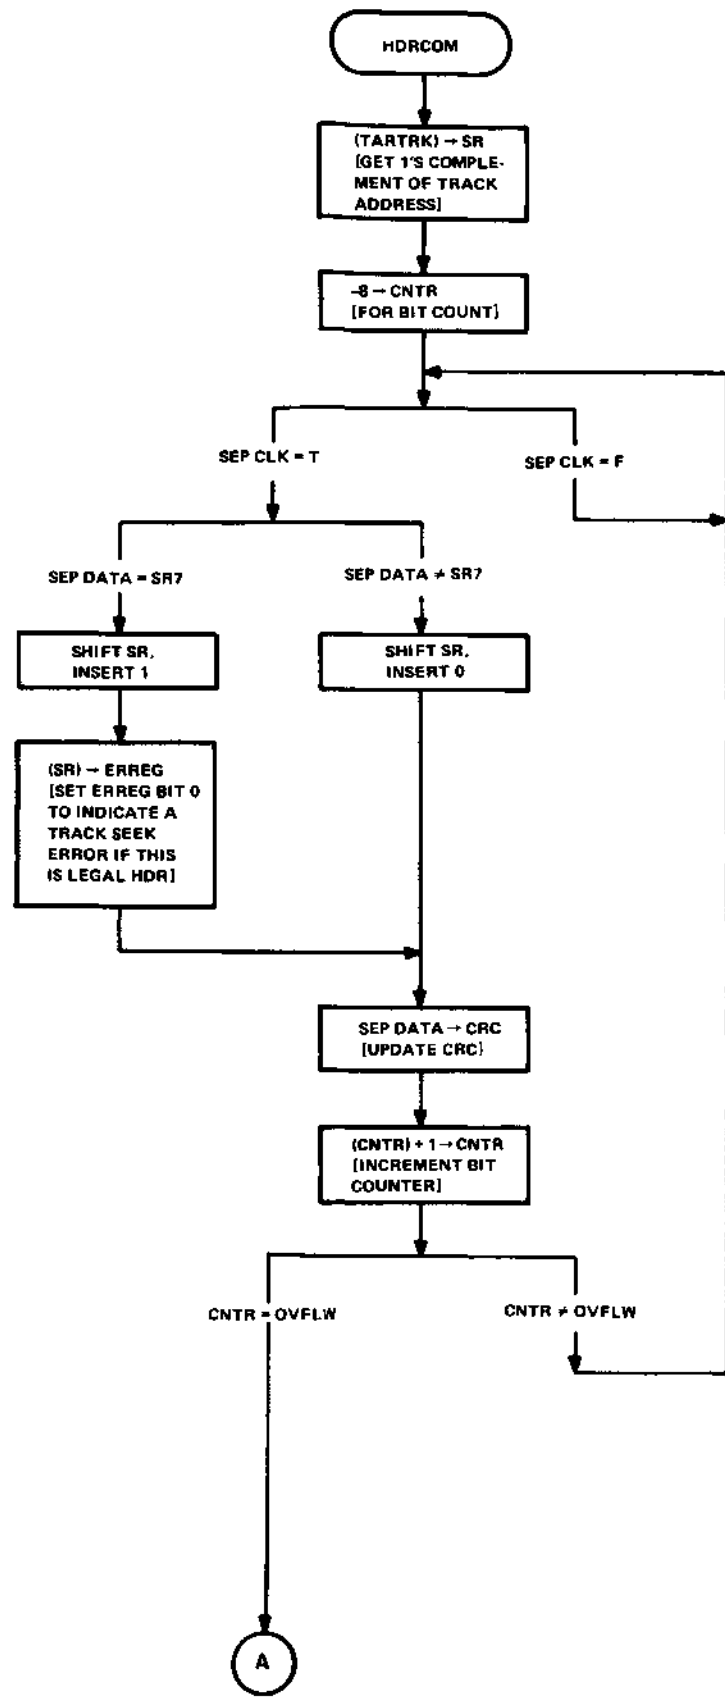 HDRCOM
(TARTRK) → SR
[GET 1'S COMPLE-
MENT OF TRACK
ADDRESS]
–8 → CNTR
[FOR BIT COUNT]
SEP CLK = T
SEP CLK = F
SEP DATA = SR7
SEP DATA ≠ SR7
SHIFT SR,
INSERT 1
SHIFT SR,
INSERT 0
(SR) → ERREG
[SET ERREG BIT 0
TO INDICATE A
TRACK SEEK
ERROR IF THIS
IS LEGAL HDR]
SEP DATA → CRC
[UPDATE CRC]
(CNTR) + 1 → CNTR
[INCREMENT BIT
COUNTER]
CNTR = OVFLW
CNTR ≠ OVFLW
A